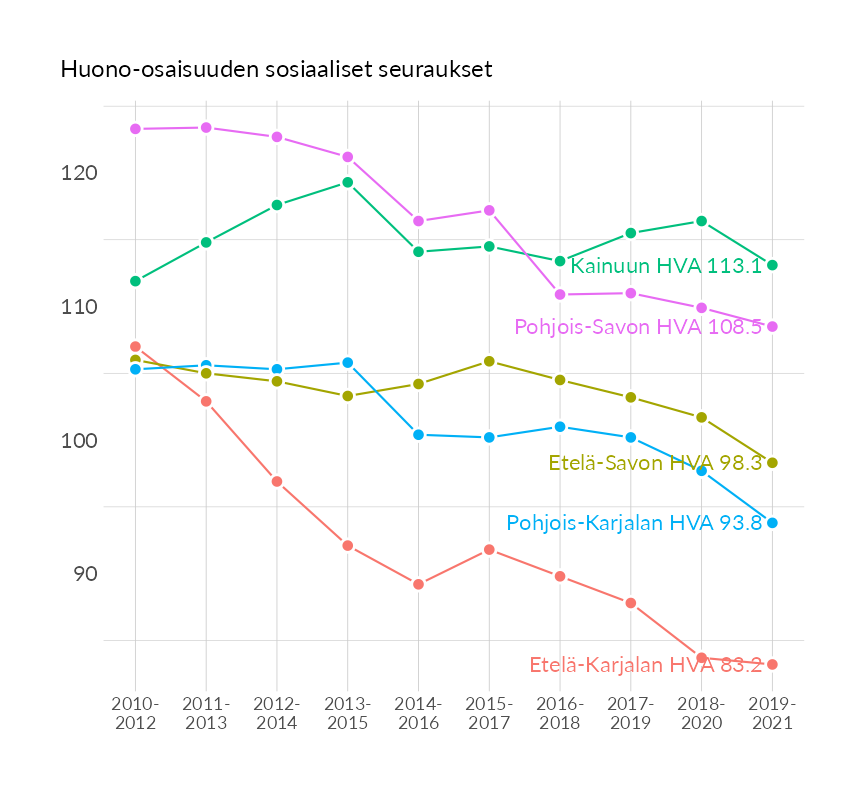 Huono-osaisuuden sosiaaliset seuraukset
120
Kainuun HVA 113.1
110
Pohjois-Savon HVA 108.5
100
Etelä-Savon HVA 98.3
Pohjois-Karjalan HVA 93.8
90
Etelä-Karjalan HVA 83.2
2010- 2011- 2012- 2013- 2014- 2015- 2016- 2017- 2018- 2019-
2012 2013 2014 2015 2016 2017 2018 2019 2020 2021